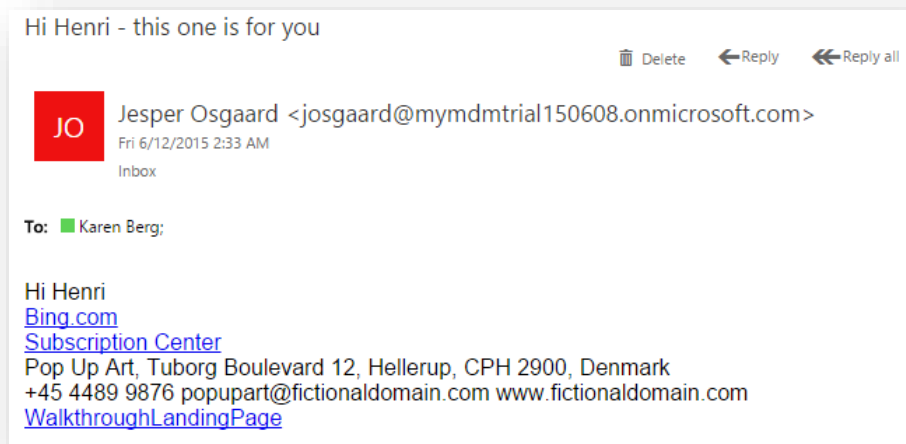 Hi Henri - this one is for you
Delete Reply Reply all
JO
Jesper Osgaard <josgaard@mymdmtrial150608.onmicrosoft.com>
Fri 6/12/2015 2:33 AM
Inbox
To: Karen Berg;
Hi Henri
Bing.com
Subscription Center
Pop Up Art, Tuborg Boulevard 12, Hellerup, CPH 2900, Denmark
+45 4489 9876 popupart@fictionaldomain.com www.fictionaldomain.com
WalkthroughLandingPage